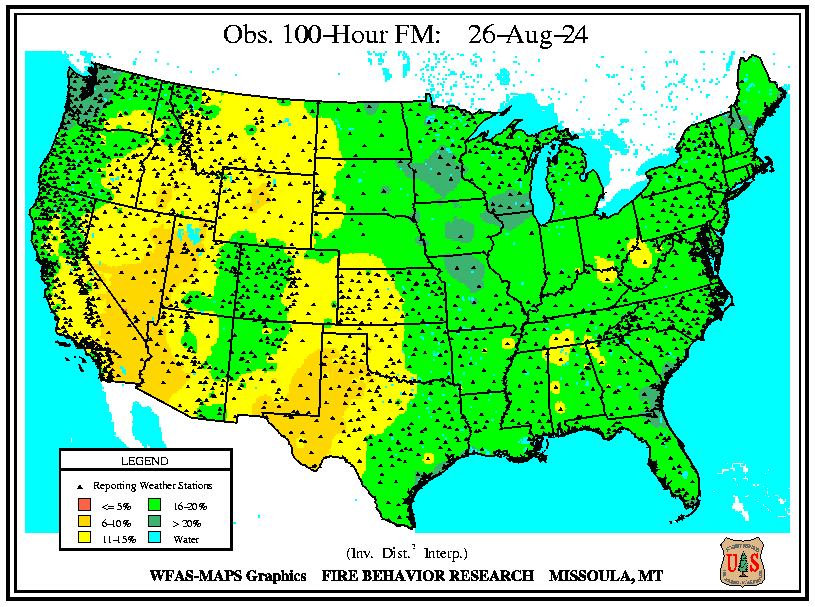 Obs. 100-Hour FM: 26-Aug-24
LEGEND
Reporting Weather Stations
<= 5% 16-20%
6-10% > 20%
11-15% Water
(Inv. Dist.² Interp.)
WFAS-MAPS Graphics FIRE BEHAVIOR RESEARCH MISSOULA, MT
U S